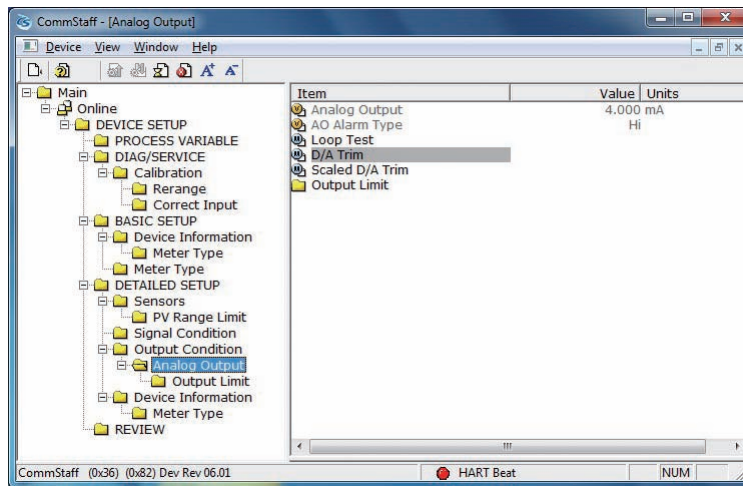 CommStaff - [Analog Output]
Device View Window Help
A+ A-
Main
Online
DEVICE SETUP
PROCESS VARIABLE
DIAG/SERVICE
Calibration
Rerange
Correct Input
BASIC SETUP
Device Information
Meter Type
Meter Type
DETAILED SETUP
Sensors
PV Range Limit
Signal Condition
Output Condition
Analog Output
Output Limit
Device Information
Meter Type
REVIEW
Item Value Units
Analog Output 4.000 mA
AO Alarm Type Hi
Loop Test
D/A Trim
Scaled D/A Trim
Output Limit
CommStaff (0x36) (0x82) Dev Rev 06.01 HART Beat NUM